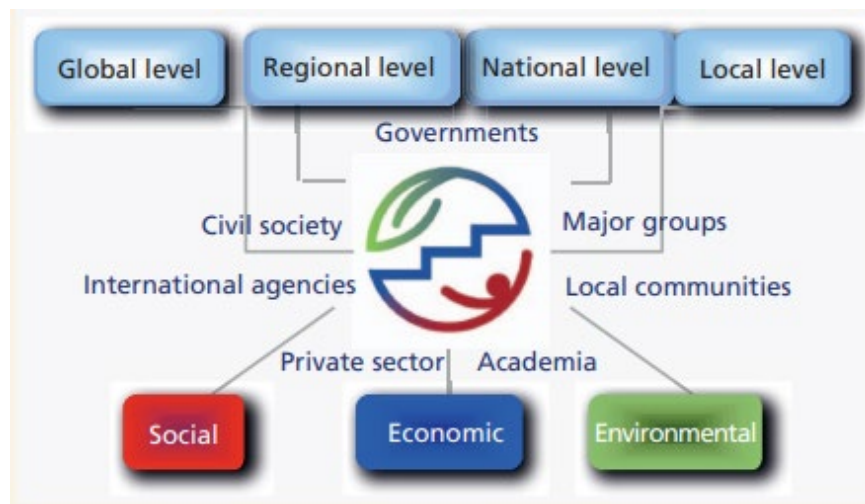 Global level
Regional level
National level
Local level
Governments
Civil society
Major groups
International agencies
Local communities
Private sector
Academia
Social
Economic
Environmental